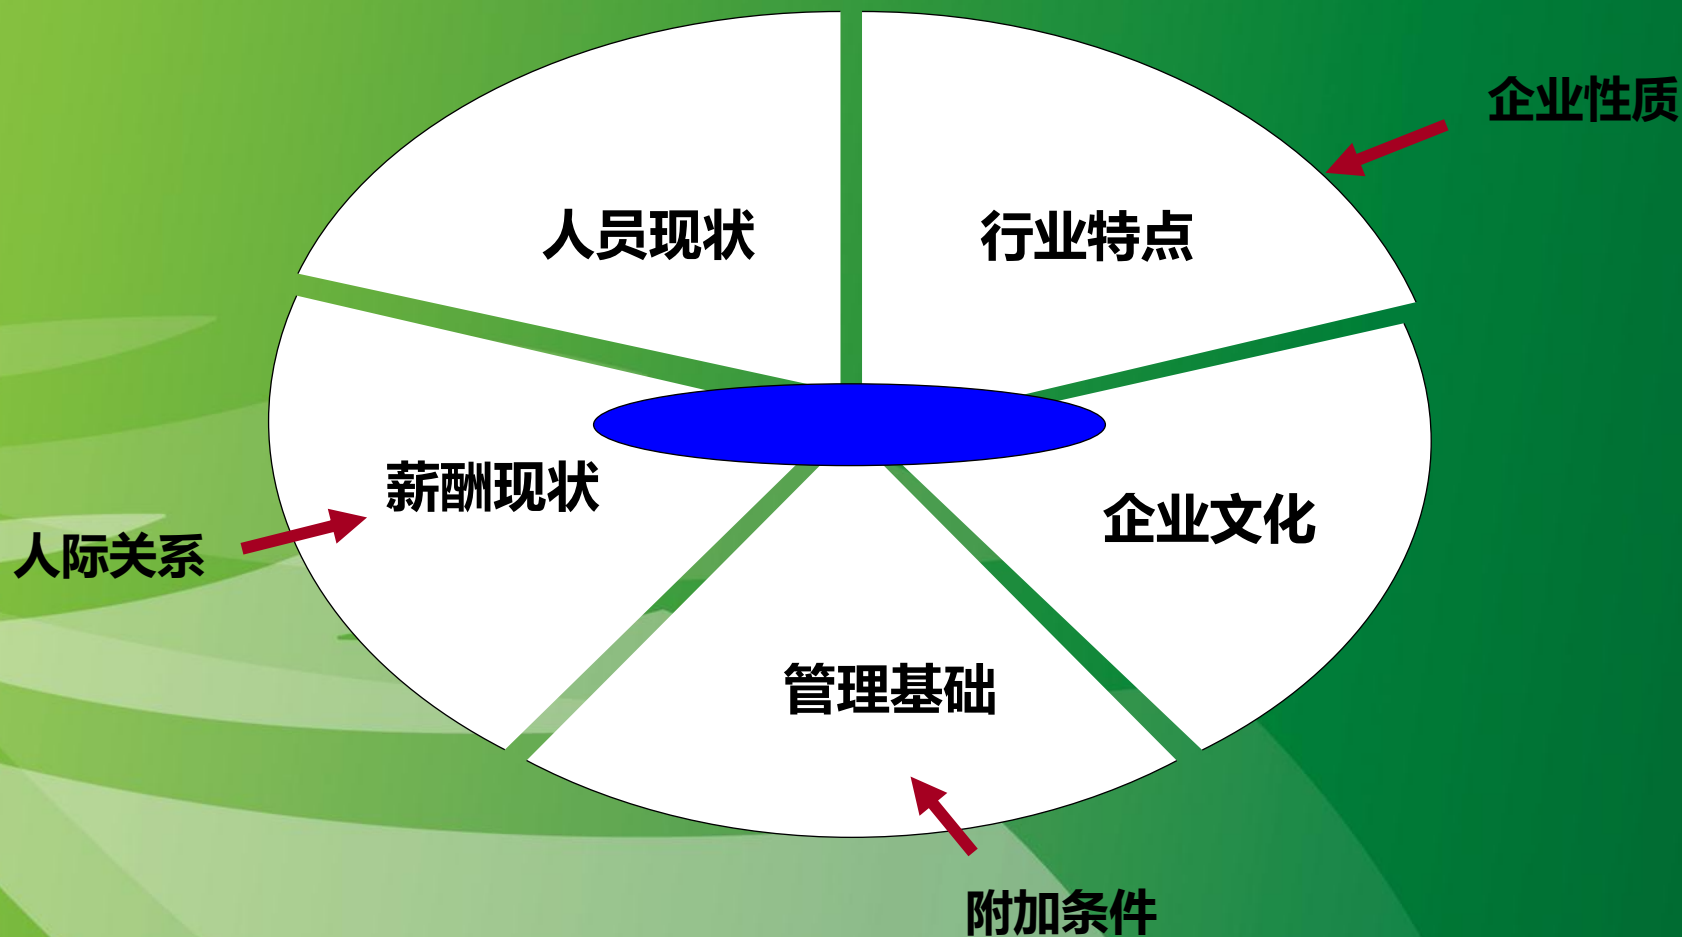 企业性质
人员现状
行业特点
薪酬现状
企业文化
人际关系
管理基础
附加条件